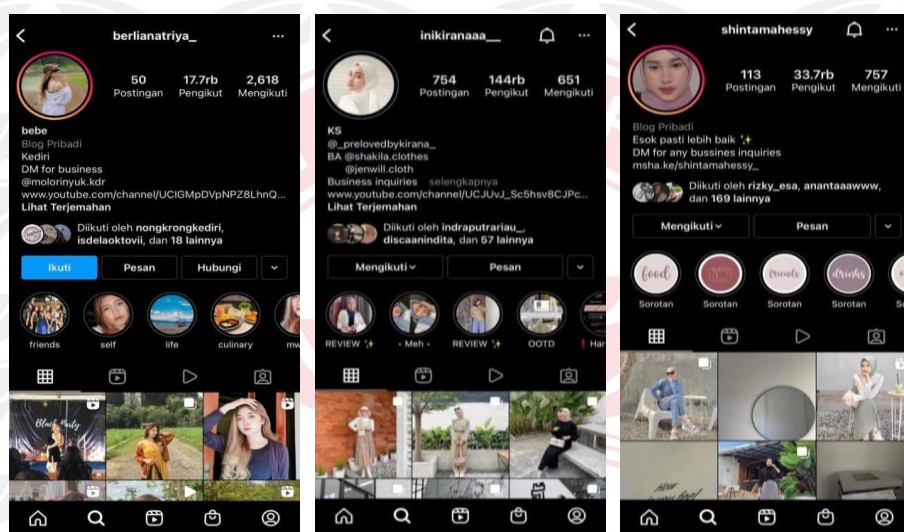 berlianatriya_
50 17.7rb 2,618
Postingan Pengikut Mengikuti
bebe
Blog Pribadi
Kediri
DM for business
@molorinyuk.kdr
www.youtube.com/channel/UCIGMpDVpNPZ8LhnQ...
Lihat Terjemahan
Diikuti oleh nongkrongkediri,
isdelaoktovii, dan 18 lainnya
Ikuti Pesan Hubungi
friends self life culinary mw
Black Party
inikiranaaa__
754 144rb 651
Postingan Pengikut Mengikuti
KS
@_prelovedbykirana_
BA @shakila.clothes
@jenwill.cloth
Business inquiries selengkapnya
www.youtube.com/channel/UCJUvJ_Sc5hsv8CJPc...
Lihat Terjemahan
Diikuti oleh indraputrariau_,
discaanindita, dan 57 lainnya
Mengikuti Pesan
REVIEW • Meh • REVIEW OOTD Har
shintamahessy
113 33.7rb 757
Postingan Pengikut Mengikuti
Blog Pribadi
Esok pasti lebih baik
DM for any bussines inquiries
msha.ke/shintamahessy_
Diikuti oleh rizky_esa, anantaaawww,
dan 169 lainnya
Mengikuti Pesan
food friends drinks
Sorotan Sorotan Sorotan Sorotan